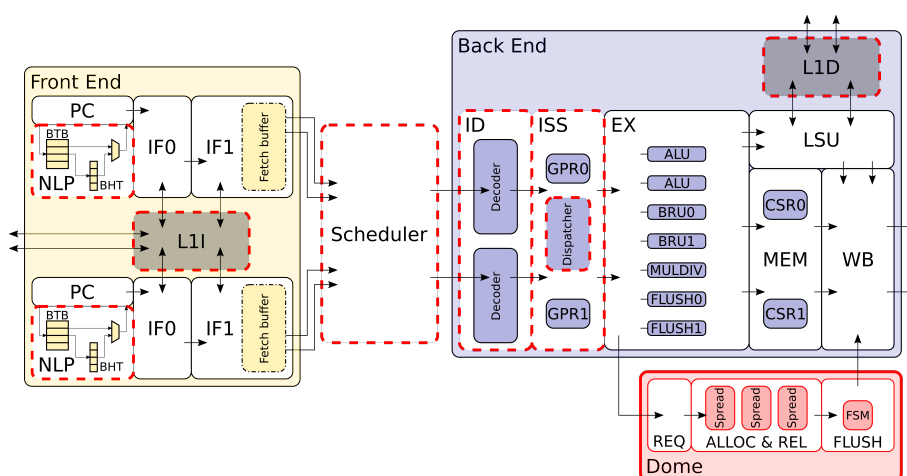 Front End
PC
BTB
NLP
BHT
IF0
IF1
Fetch buffer
L1I
PC
BTB
NLP
BHT
IF0
IF1
Fetch buffer
Scheduler
Back End
ID
Decoder
Decoder
ISS
GPR0
Dispatcher
GPR1
EX
ALU
ALU
BRU0
BRU1
MULDIV
FLUSH0
FLUSH1
L1D
LSU
CSR0
MEM
CSR1
WB
REQ
Spread
Spread
Spread
ALLOC & REL
FSM
FLUSH
Dome